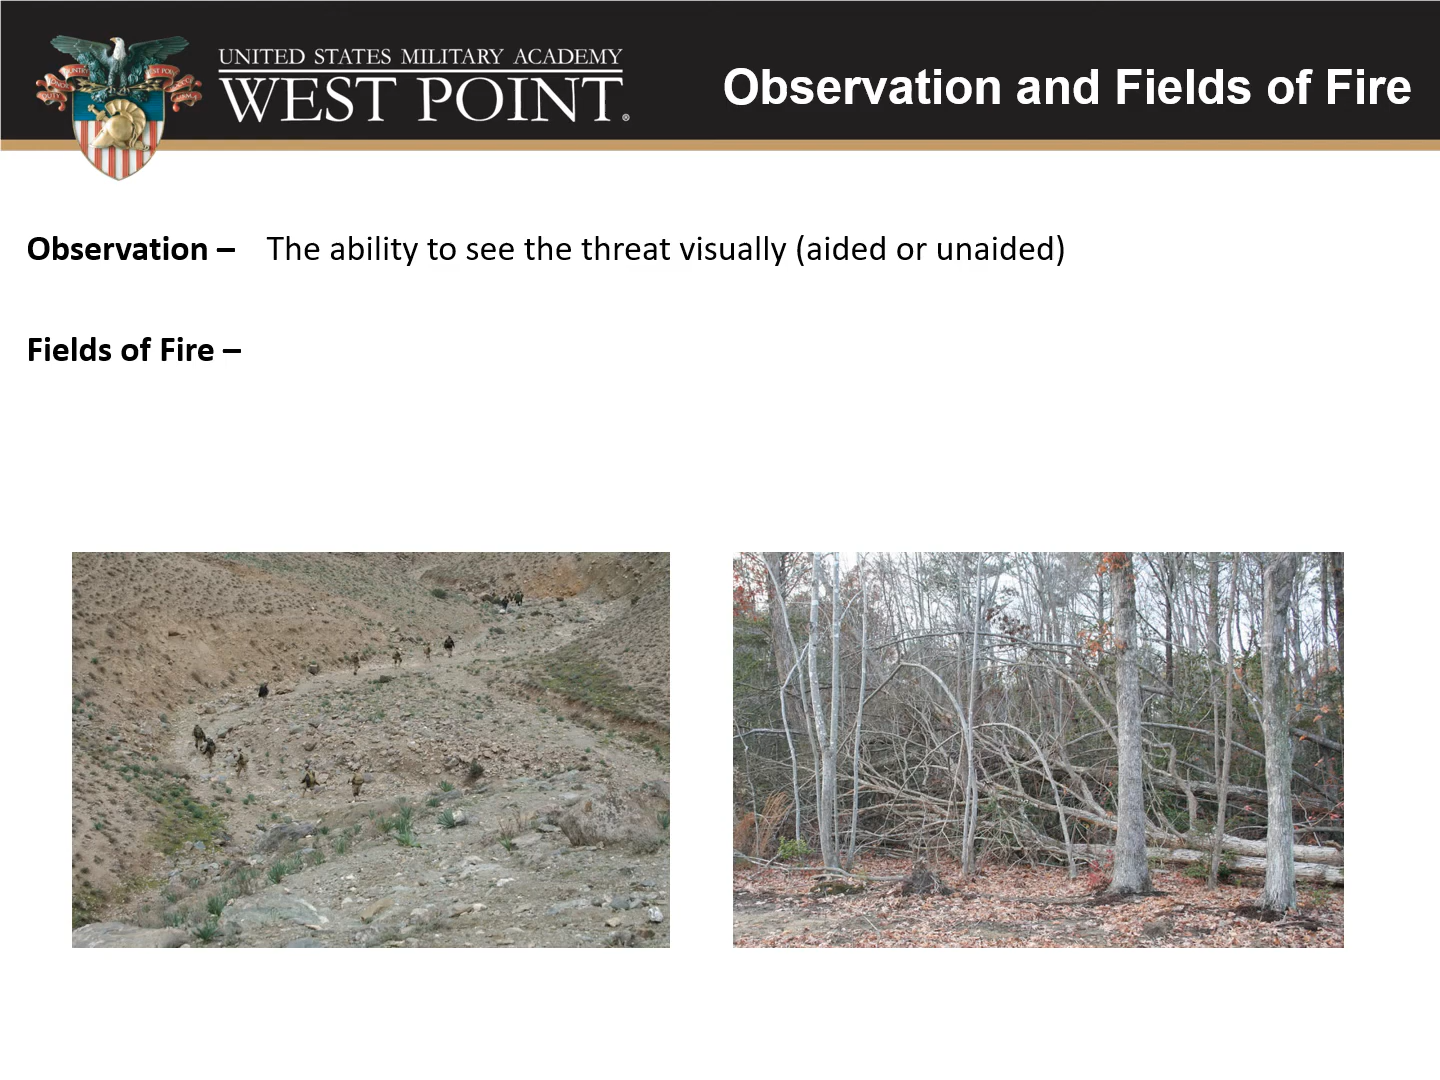 UNITED STATES MILITARY ACADEMY
WEST POINT®
Observation and Fields of Fire
Observation – The ability to see the threat visually (aided or unaided)
Fields of Fire –